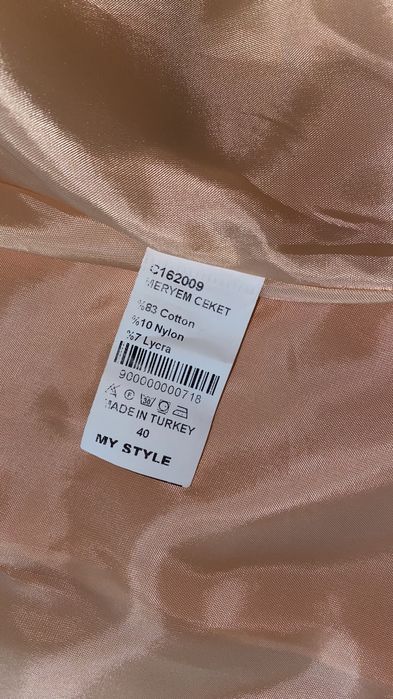 C162009
MERYEM CEKET
%83 Cotton
%10 Nylon
%7 Lycra
900000000718
MADE IN TURKEY
40
MY STYLE